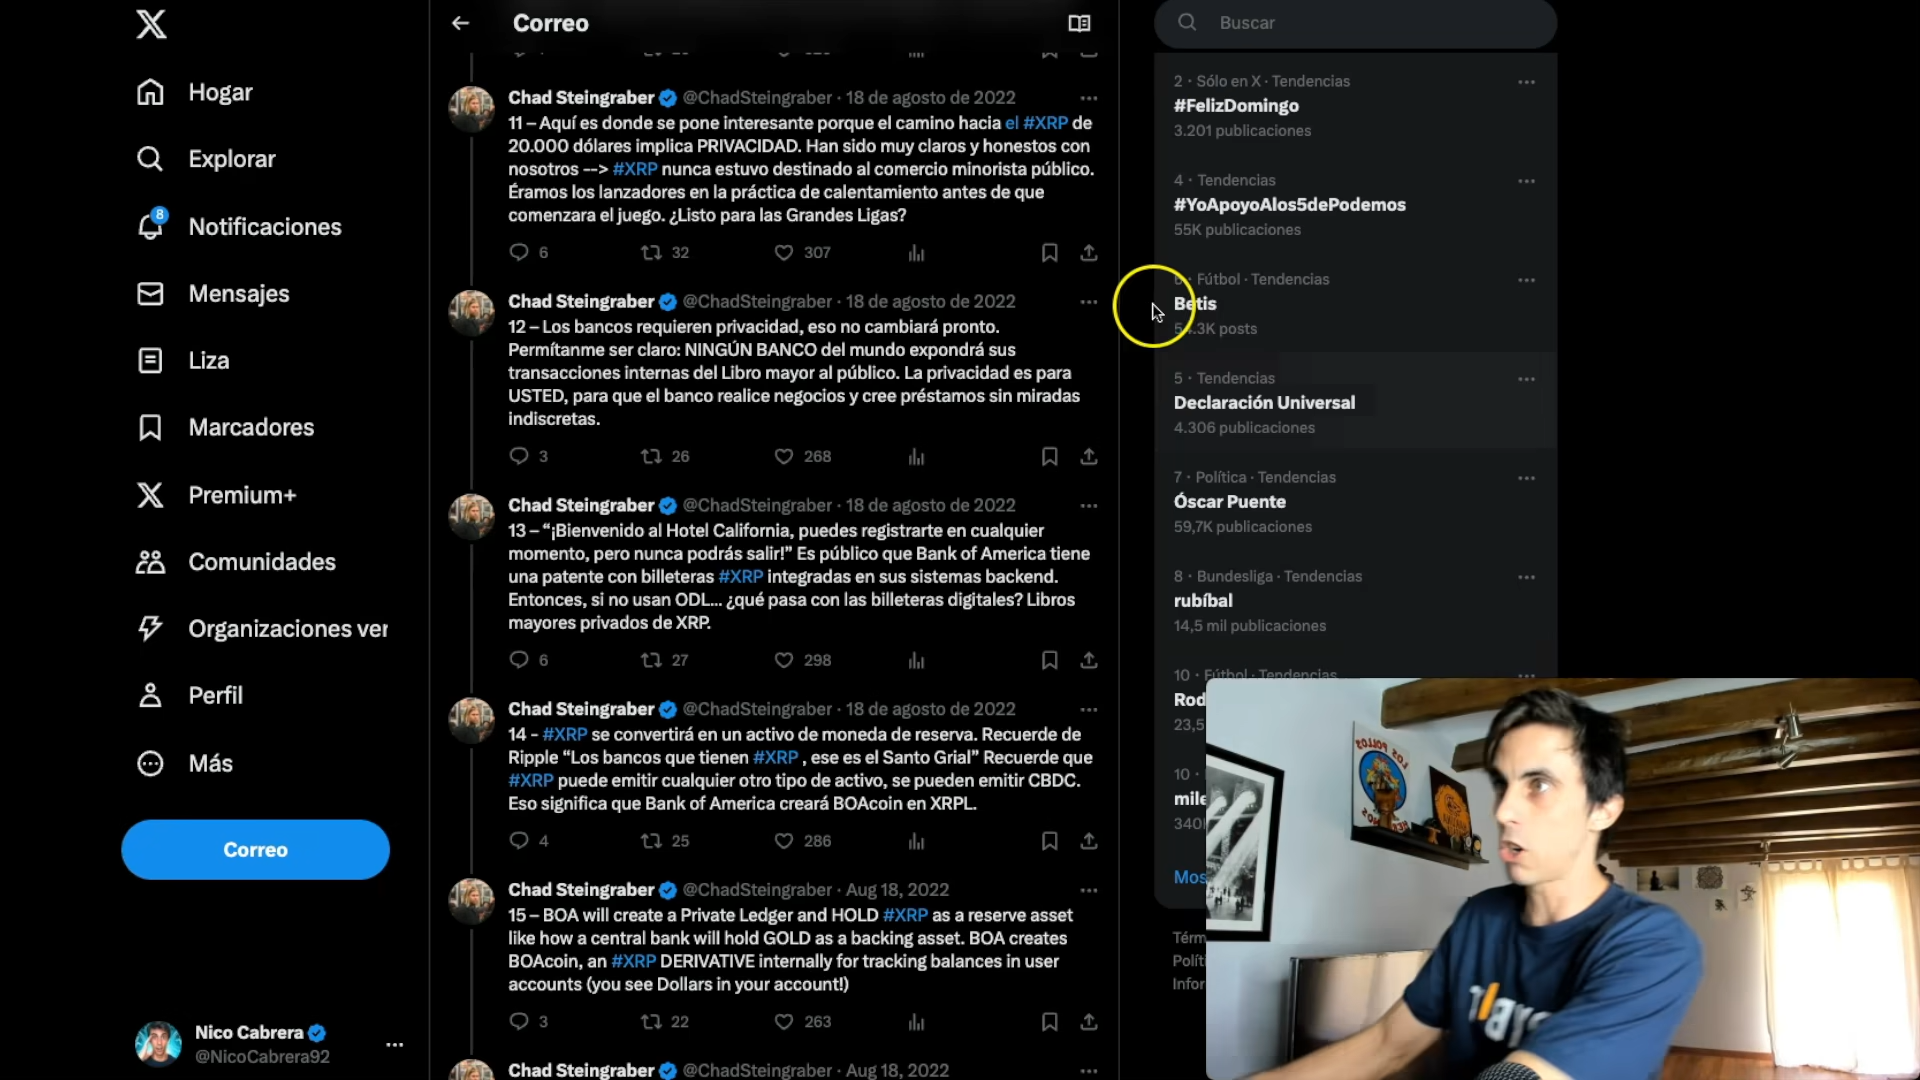 Hogar
Explorar
8
Notificaciones
Mensajes
Liza
Marcadores
Premium+
Comunidades
Organizaciones ver
Perfil
Más
Correo
Nico Cabrera
@NicoCabrera92
Correo
Chad Steingraber @ChadSteingraber · 18 de agosto de 2022
11 – Aquí es donde se pone interesante porque el camino hacia el #XRP de
20.000 dólares implica PRIVACIDAD. Han sido muy claros y honestos con
nosotros --> #XRP nunca estuvo destinado al comercio minorista público.
Éramos los lanzadores en la práctica de calentamiento antes de que
comenzara el juego. ¿Listo para las Grandes Ligas?
6 32 307
Chad Steingraber @ChadSteingraber · 18 de agosto de 2022
12 – Los bancos requieren privacidad, eso no cambiará pronto.
Permítanme ser claro: NINGÚN BANCO del mundo expondrá sus
transacciones internas del Libro mayor al público. La privacidad es para
USTED, para que el banco realice negocios y cree préstamos sin miradas
indiscretas.
3 26 268
Chad Steingraber @ChadSteingraber · 18 de agosto de 2022
13 – “¡Bienvenido al Hotel California, puedes registrarte en cualquier
momento, pero nunca podrás salir!” Es público que Bank of America tiene
una patente con billeteras #XRP integradas en sus sistemas backend.
Entonces, si no usan ODL... ¿qué pasa con las billeteras digitales? Libros
mayores privados de XRP.
6 27 298
Chad Steingraber @ChadSteingraber · 18 de agosto de 2022
14 - #XRP se convertirá en un activo de moneda de reserva. Recuerde de
Ripple “Los bancos que tienen #XRP , ese es el Santo Grial” Recuerde que
#XRP puede emitir cualquier otro tipo de activo, se pueden emitir CBDC.
Eso significa que Bank of America creará BOAcoin en XRPL.
4 25 286
Chad Steingraber @ChadSteingraber · Aug 18, 2022
15 – BOA will create a Private Ledger and HOLD #XRP as a reserve asset
like how a central bank will hold GOLD as a backing asset. BOA creates
BOAcoin, an #XRP DERIVATIVE internally for tracking balances in user
accounts (you see Dollars in your account!)
3 22 263
Chad Steingraber @ChadSteingraber · Aug 18, 2022
Buscar
2 · Sólo en X · Tendencias
#FelizDomingo
3.201 publicaciones
4 · Tendencias
#YoApoyoAlos5dePodemos
55K publicaciones
Fútbol · Tendencias
Betis
3K posts
5 · Tendencias
Declaración Universal
4.306 publicaciones
7 · Política · Tendencias
Óscar Puente
59,7K publicaciones
8 · Bundesliga · Tendencias
rubíbal
14,5 mil publicaciones
10 · Fútbol · Tendencias
Rod
23,5
10 ·
mile
340
Mos
Térm
Polít
Infor
LOS POLLOS